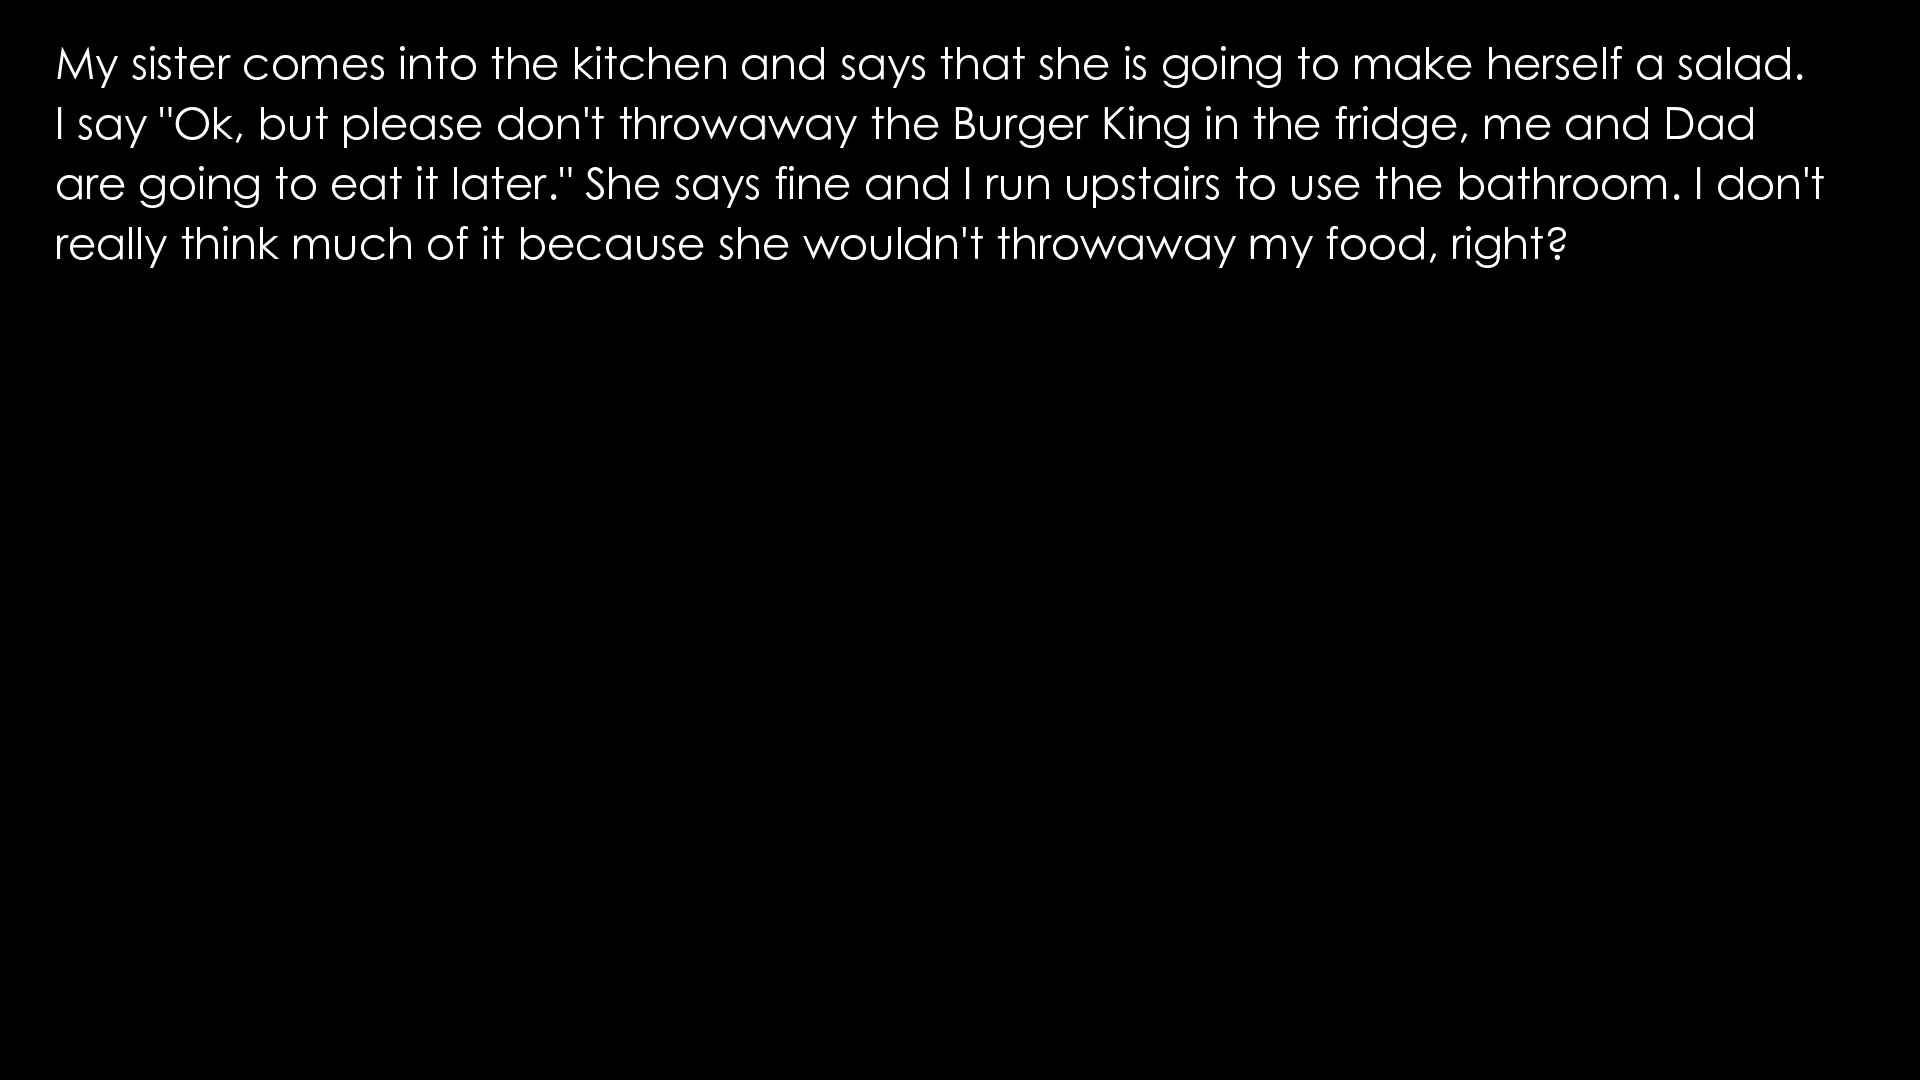 My sister comes into the kitchen and says that she is going to make herself a salad.
I say "Ok, but please don't throwaway the Burger King in the fridge, me and Dad
are going to eat it later." She says fine and I run upstairs to use the bathroom. I don't
really think much of it because she wouldn't throwaway my food, right?